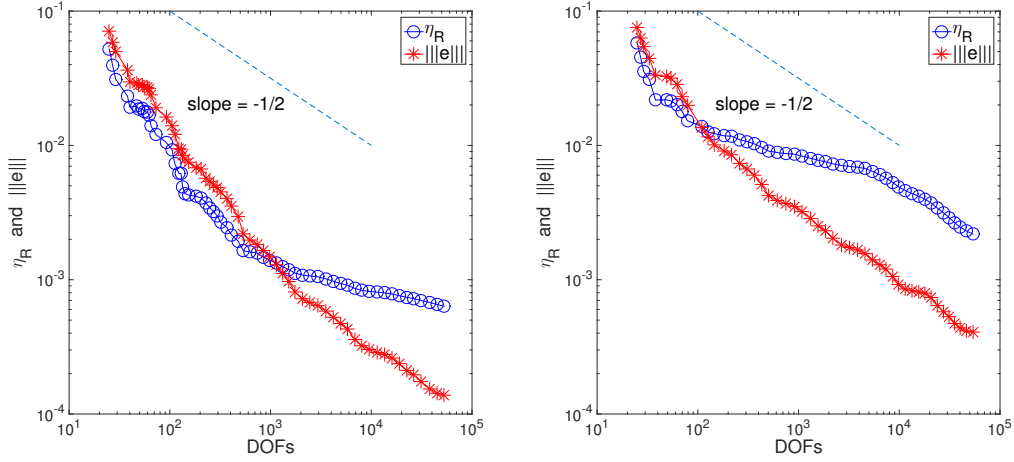 10^-1
10^-2
10^-3
10^-4
10^1
10^2
10^3
10^4
10^5
DOFs
η_R and |||e|||
η_R
|||e|||
slope = -1/2
10^-1
10^-2
10^-3
10^-4
10^1
10^2
10^3
10^4
10^5
DOFs
η_R and |||e|||
η_R
|||e|||
slope = -1/2